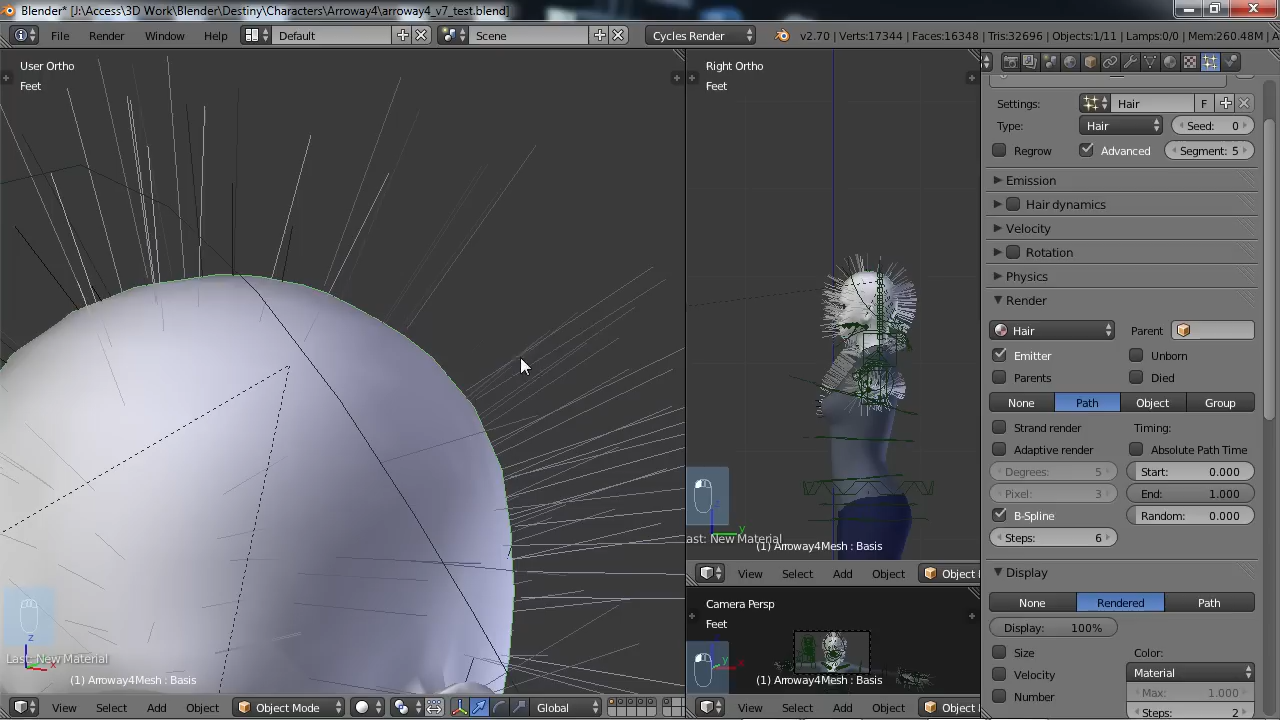 Blender* [J:\Access\3D Work\Blender\Destiny\Characters\Arroway4\arroway4_v7_test.blend]
File Render Window Help Default Scene Cycles Render v2.70 | Verts:17344 | Faces:16348 | Tris:32696 | Objects:1/11 | Lamps:0/0 | Mem:260.48M | A
User Ortho
Feet
Last: New Material
(1) Arroway4Mesh : Basis
View Select Add Object Object Mode Global
Right Ortho
Feet
ast: New Material
(1) Arroway4Mesh : Basis
View Select Add Object Object
Camera Persp
Feet
(1) Arroway4Mesh : Basis
View Select Add Object Object
Settings: Hair F
Type: Hair Seed: 0
Regrow Advanced Segment: 5
Emission
Hair dynamics
Velocity
Rotation
Physics
Render
Hair Parent
Emitter Unborn
Parents Died
None Path Object Group
Strand render Timing:
Adaptive render Absolute Path Time
Degrees: 5 Start: 0.000
Pixel: 3 End: 1.000
B-Spline Random: 0.000
Steps: 6
Display
None Rendered Path
Display: 100%
Size Color:
Velocity Material
Number Max: 1.000
Steps: 2
z
x
z
y
y
x